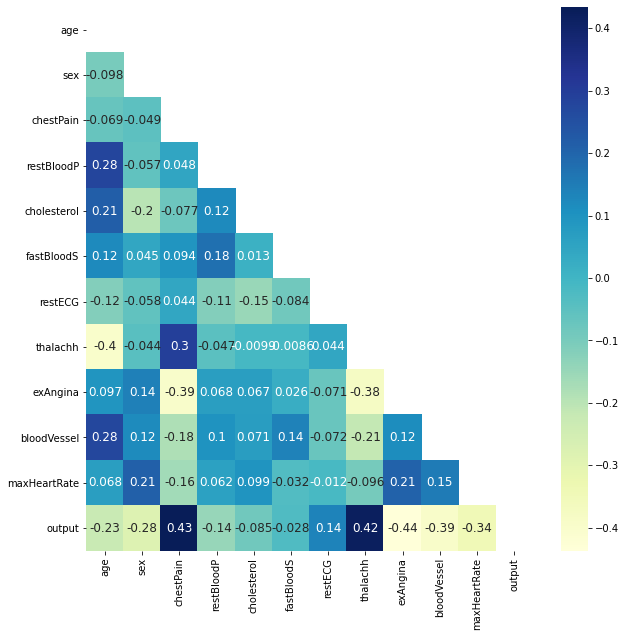 age
sex -0.098
chestPain -0.069 -0.049
restBloodP 0.28 -0.057 0.048
cholesterol 0.21 -0.2 -0.077 0.12
fastBloodS 0.12 0.045 0.094 0.18 0.013
restECG -0.12 -0.058 0.044 -0.11 -0.15 -0.084
thalachh -0.4 -0.044 0.3 -0.047 -0.0099 -0.0086 0.044
exAngina 0.097 0.14 -0.39 0.068 0.067 0.026 -0.071 -0.38
bloodVessel 0.28 0.12 -0.18 0.1 0.071 0.14 -0.072 -0.21 0.12
maxHeartRate 0.068 0.21 -0.16 0.062 0.099 -0.032 -0.012 -0.096 0.21 0.15
output -0.23 -0.28 0.43 -0.14 -0.085 -0.028 0.14 0.42 -0.44 -0.39 -0.34
age sex chestPain restBloodP cholesterol fastBloodS restECG thalachh exAngina bloodVessel maxHeartRate output
0.4
0.3
0.2
0.1
0.0
−0.1
−0.2
−0.3
−0.4